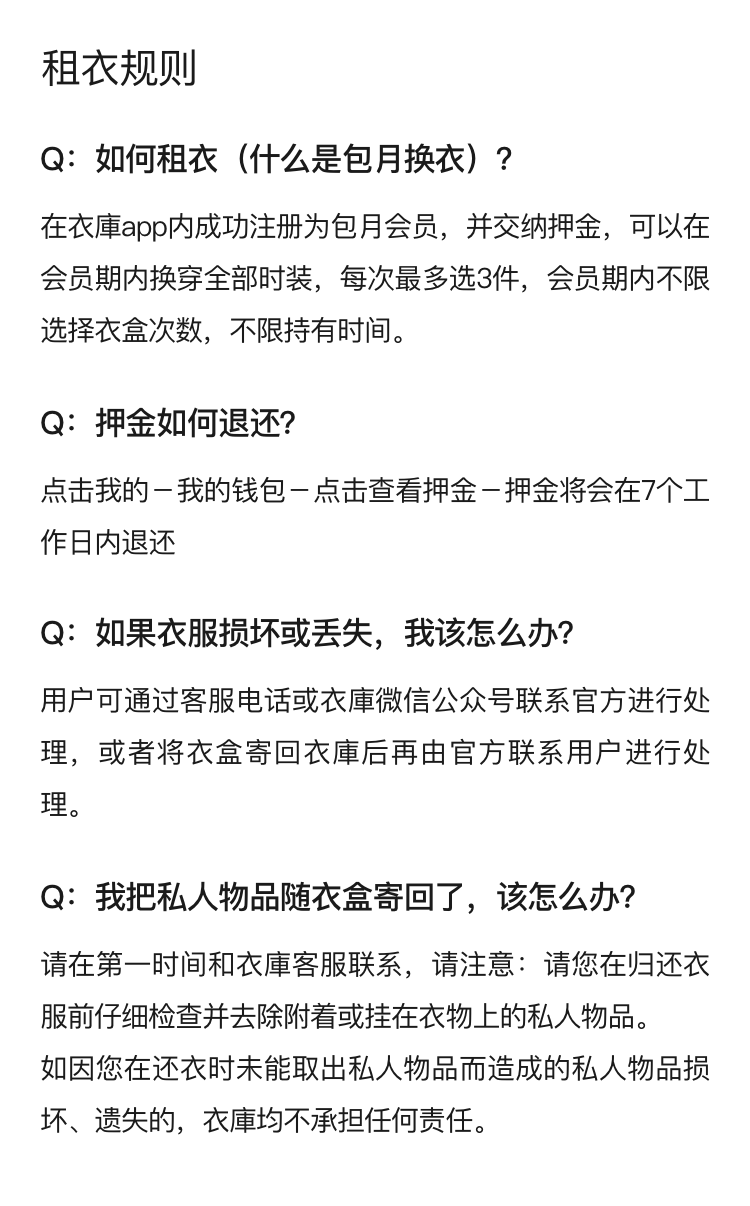 租衣规则
Q：如何租衣（什么是包月换衣）?
在衣庫app内成功注册为包月会员，并交纳押金，可以在
会员期内换穿全部时装，每次最多选3件，会员期内不限
选择衣盒次数，不限持有时间。
Q：押金如何退还?
点击我的－我的钱包－点击查看押金－押金将会在7个工
作日内退还
Q：如果衣服损坏或丢失，我该怎么办?
用户可通过客服电话或衣庫微信公众号联系官方进行处
理，或者将衣盒寄回衣庫后再由官方联系用户进行处
理。
Q：我把私人物品随衣盒寄回了，该怎么办?
请在第一时间和衣庫客服联系，请注意：请您在归还衣
服前仔细检查并去除附着或挂在衣物上的私人物品。
如因您在还衣时未能取出私人物品而造成的私人物品损
坏、遗失的，衣庫均不承担任何责任。